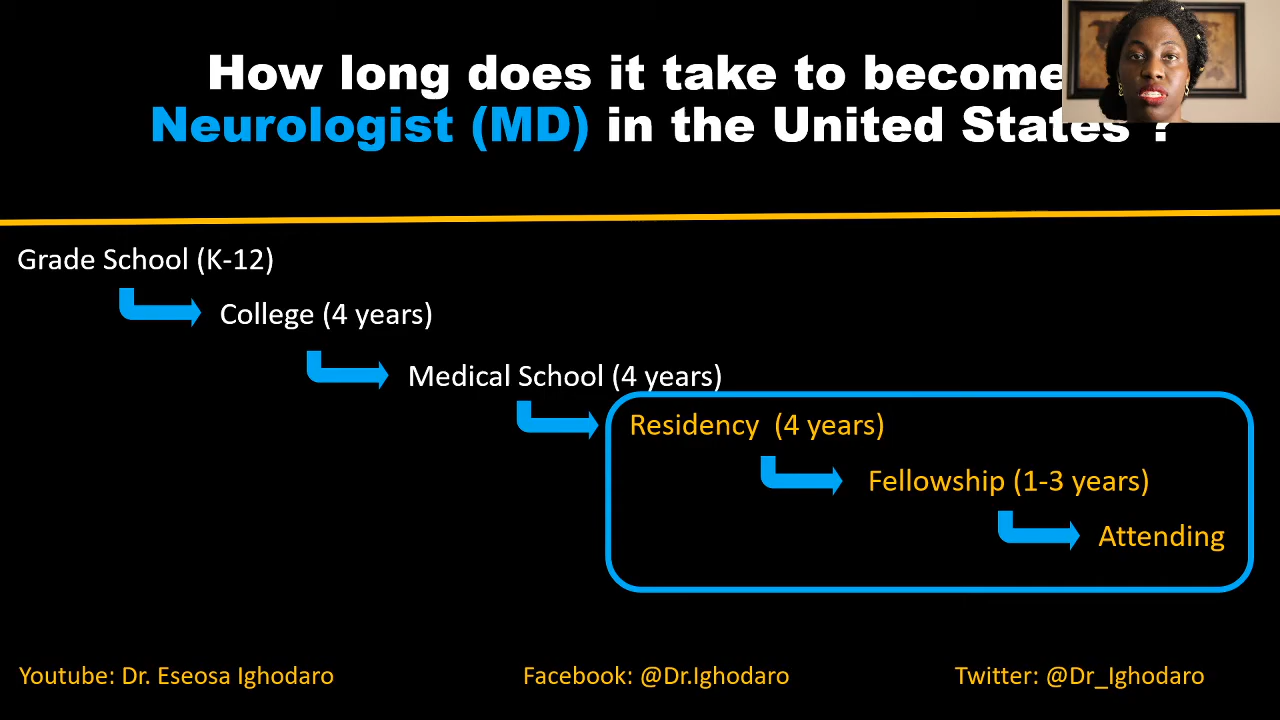 How long does it take to become
Neurologist (MD) in the United States ?
Grade School (K-12)
College (4 years)
Medical School (4 years)
Residency (4 years)
Fellowship (1-3 years)
Attending
Youtube: Dr. Eseosa Ighodaro
Facebook: @Dr.Ighodaro
Twitter: @Dr_Ighodaro